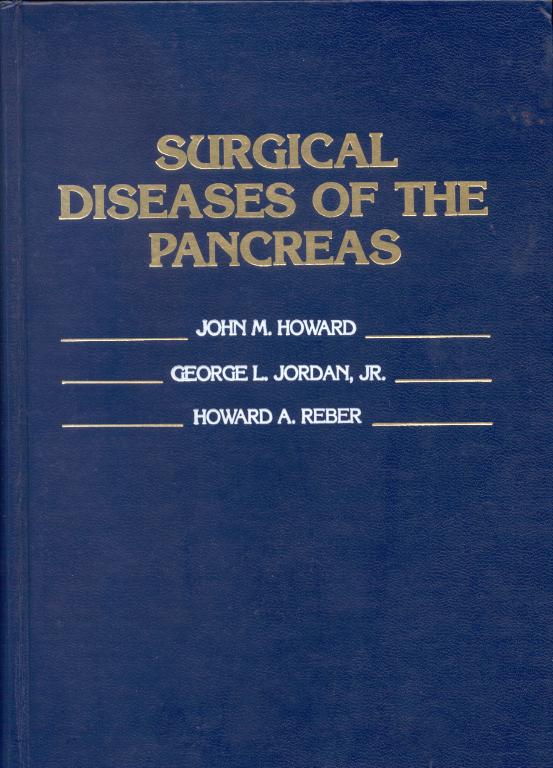 SURGICAL
DISEASES OF THE
PANCREAS
JOHN M. HOWARD
GEORGE L. JORDAN, JR.
HOWARD A. REBER